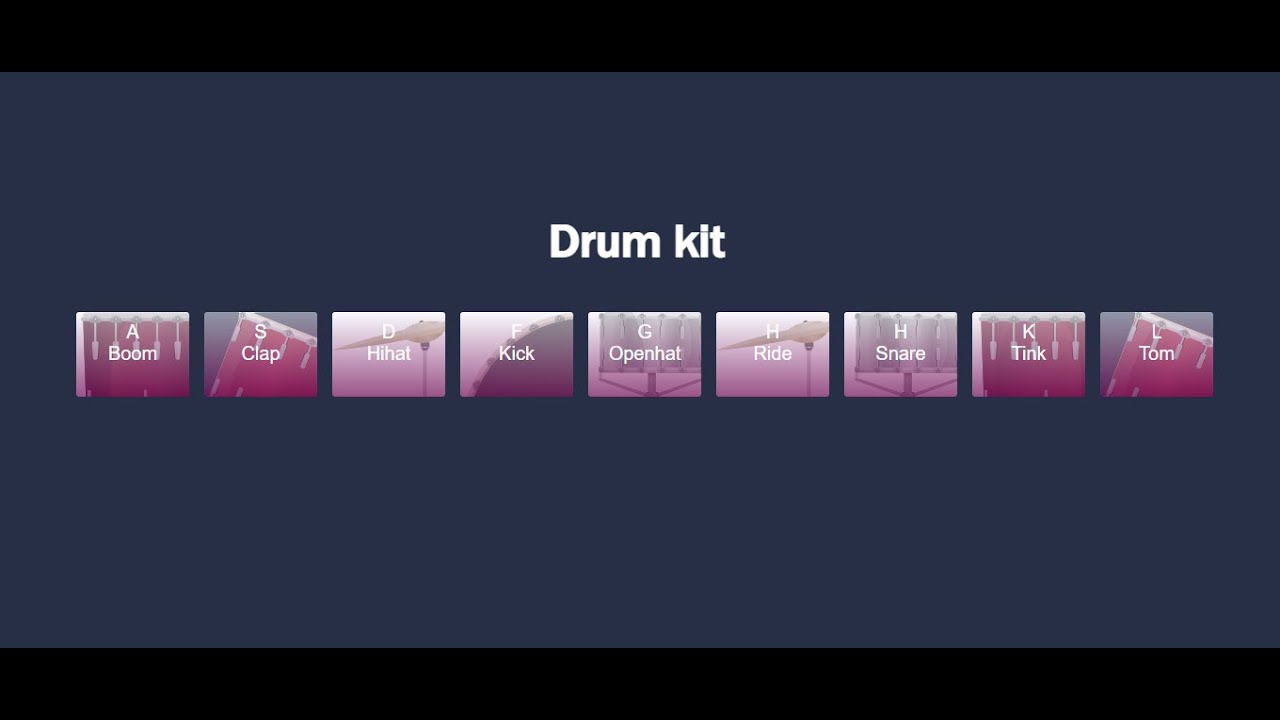 Drum kit
A
Boom
S
Clap
D
Hihat
F
Kick
G
Openhat
H
Ride
H
Snare
K
Tink
L
Tom